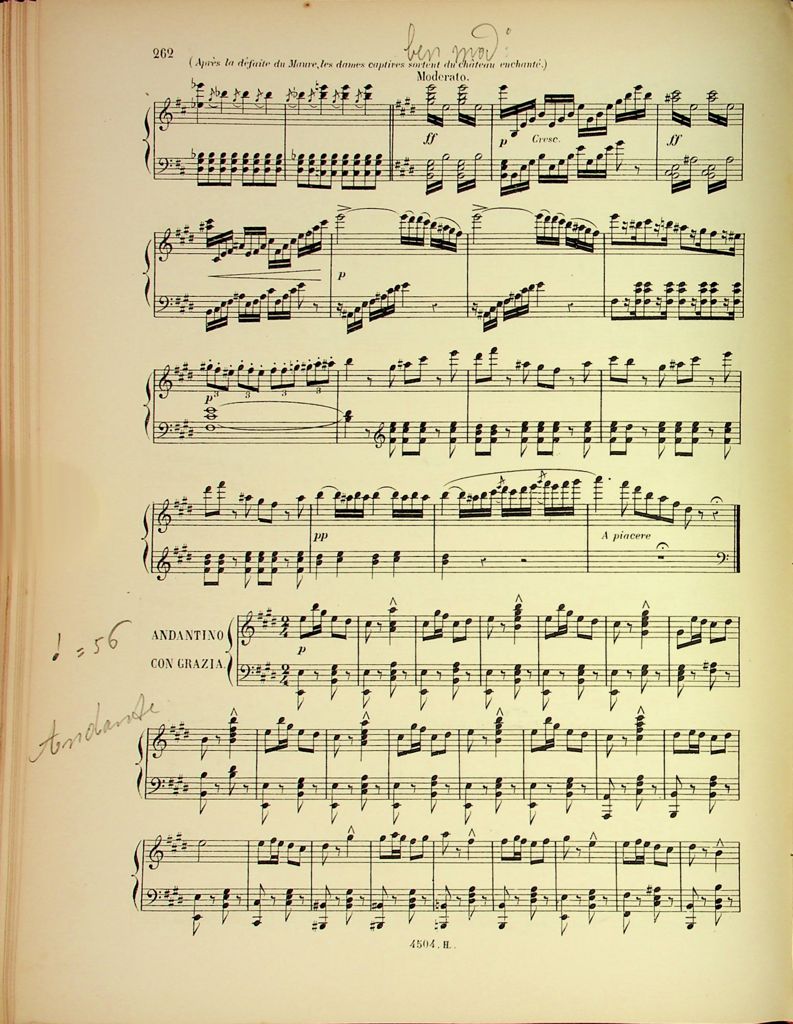 262
ben mod:
(Après la défaite du Maure, les dames captives sortent du château enchanté.)
Moderato.
ff
p
Cresc.
ff
p
p
3 3 3 3
pp
A piacere
ANDANTINO
CON GRAZIA.
p
= 56
Andante
4504. H.